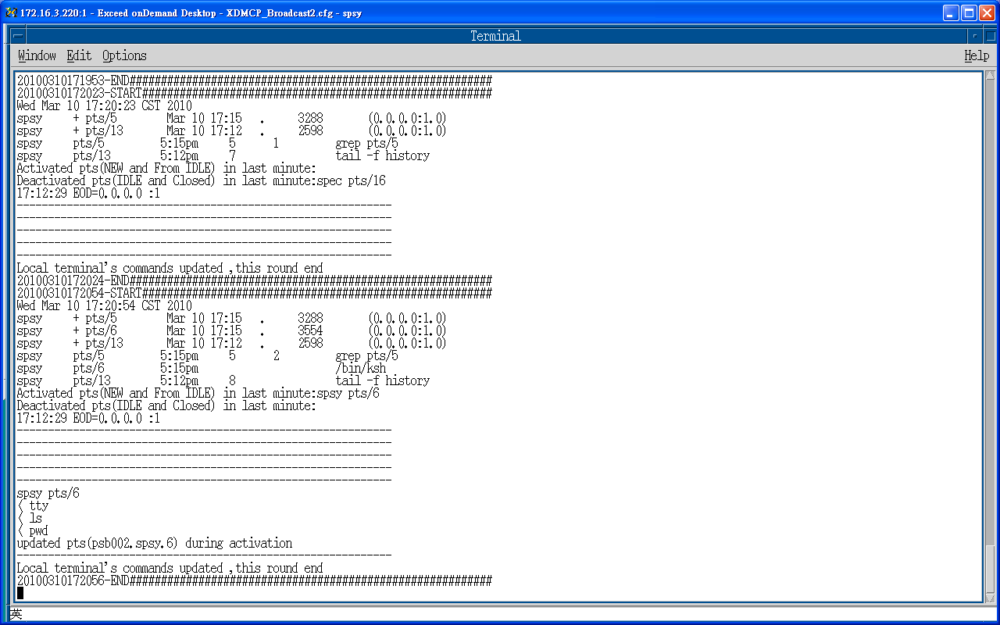 172.16.3.220:1 - Exceed onDemand Desktop - XDMCP_Broadcast2.cfg - spsy
Terminal
Window Edit Options Help
20100310171953-END##########################################################
20100310172023-START########################################################
Wed Mar 10 17:20:23 CST 2010
spsy     + pts/5        Mar 10 17:15   .     3288       (0.0.0.0:1.0)
spsy     + pts/13       Mar 10 17:12   .     2598       (0.0.0.0:1.0)
spsy     pts/5         5:15pm     5      1         grep pts/5
spsy     pts/13        5:12pm     7                tail -f history
Activated pts(NEW and From IDLE) in last minute:
Deactivated pts(IDLE and Closed) in last minute:spec pts/16
17:12:29 EOD=0.0.0.0 :1
------------------------------------------------------------
------------------------------------------------------------
------------------------------------------------------------
------------------------------------------------------------
------------------------------------------------------------
Local terminal's commands updated ,this round end
20100310172024-END##########################################################
20100310172054-START########################################################
Wed Mar 10 17:20:54 CST 2010
spsy     + pts/5        Mar 10 17:15   .     3288       (0.0.0.0:1.0)
spsy     + pts/6        Mar 10 17:15   .     3554       (0.0.0.0:1.0)
spsy     + pts/13       Mar 10 17:12   .     2598       (0.0.0.0:1.0)
spsy     pts/5         5:15pm     5      2         grep pts/5
spsy     pts/6         5:15pm                      /bin/ksh
spsy     pts/13        5:12pm     8                tail -f history
Activated pts(NEW and From IDLE) in last minute:spsy pts/6
Deactivated pts(IDLE and Closed) in last minute:
17:12:29 EOD=0.0.0.0 :1
------------------------------------------------------------
------------------------------------------------------------
------------------------------------------------------------
------------------------------------------------------------
------------------------------------------------------------
spsy pts/6
< tty
< ls
< pwd
updated pts(psb002.spsy.6) during activation
------------------------------------------------------------
Local terminal's commands updated ,this round end
20100310172056-END##########################################################
英